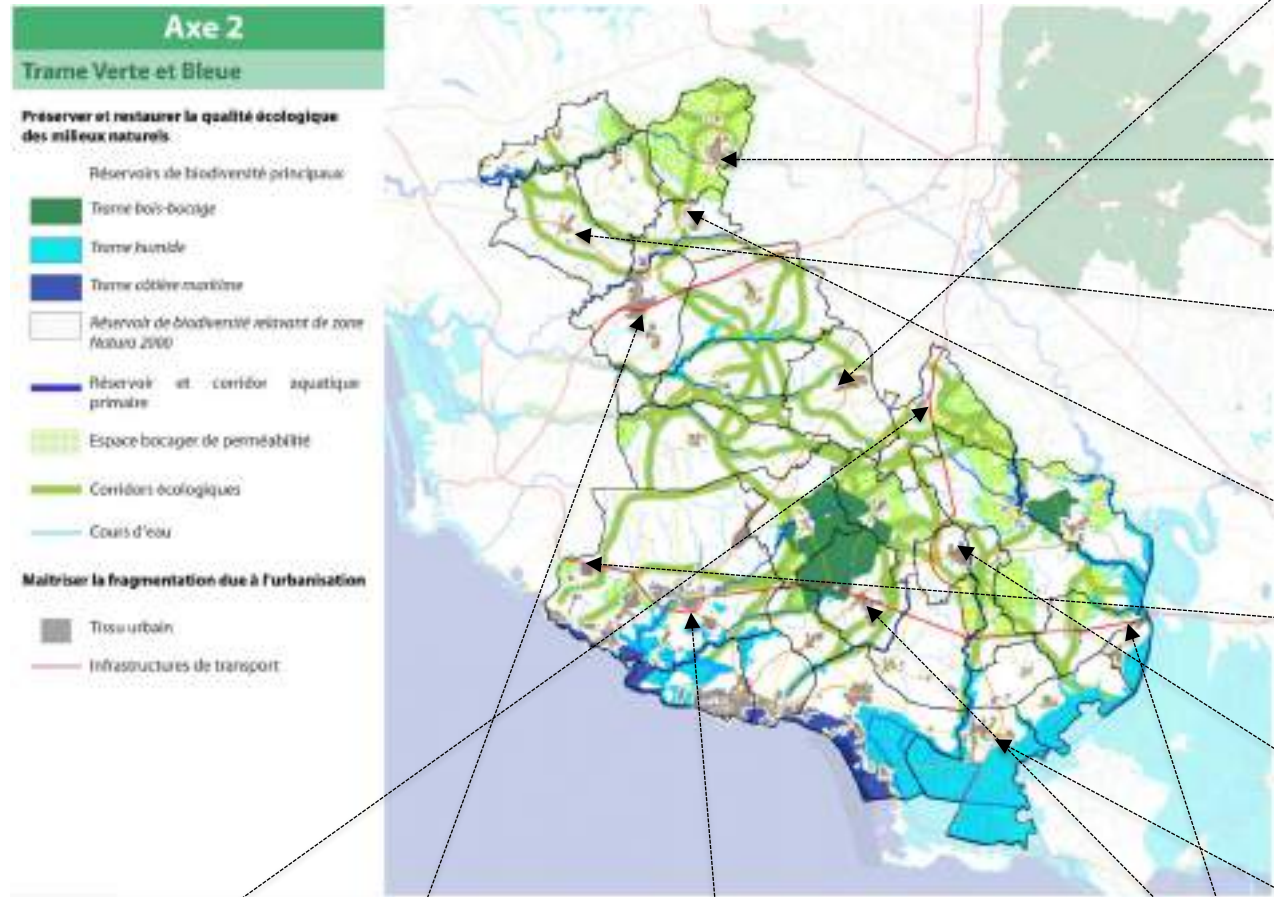 Axe 2
Trame Verte et Bleue
Préserver et restaurer la qualité écologique
des milieux naturels
Réservoirs de biodiversité principaux
Trame bois-bocage
Trame humide
Trame côtière maritime
Réservoir de biodiversité relevant de zone
Natura 2000
Réservoir et corridor aquatique
primaire
Espace bocager de perméabilité
Corridors écologiques
Cours d'eau
Maîtriser la fragmentation due à l'urbanisation
Tissu urbain
Infrastructures de transport